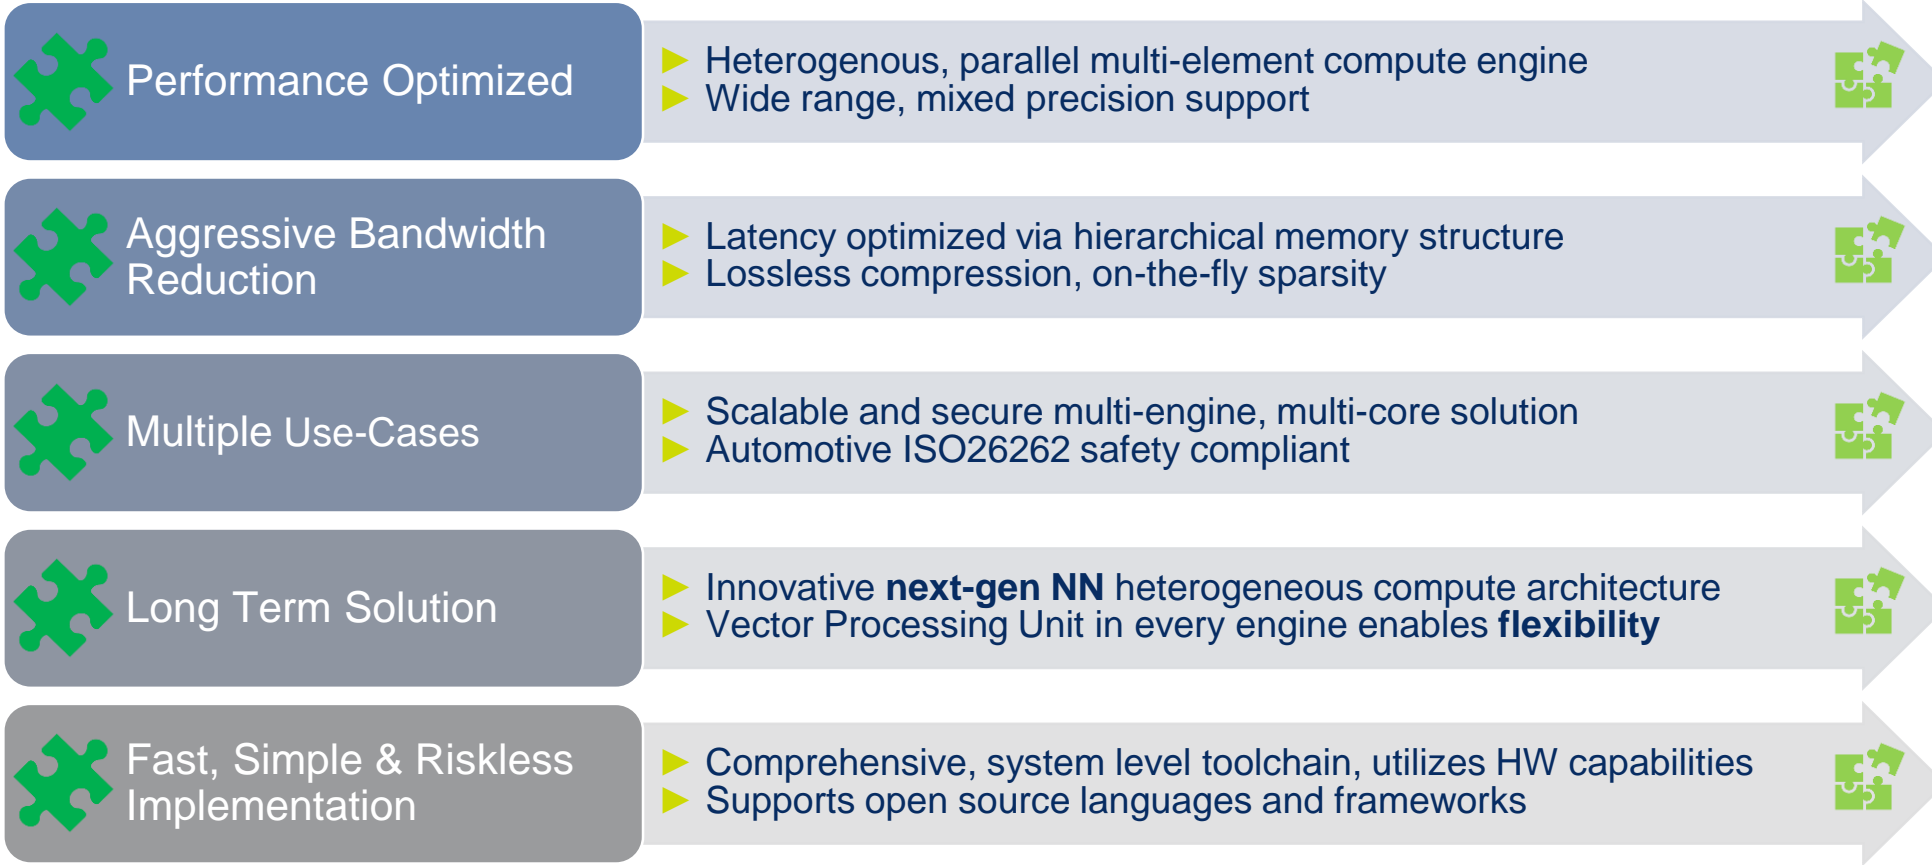 Performance Optimized
► Heterogenous, parallel multi-element compute engine
► Wide range, mixed precision support
Aggressive Bandwidth
Reduction
► Latency optimized via hierarchical memory structure
► Lossless compression, on-the-fly sparsity
Multiple Use-Cases
► Scalable and secure multi-engine, multi-core solution
► Automotive ISO26262 safety compliant
Long Term Solution
► Innovative next-gen NN heterogeneous compute architecture
► Vector Processing Unit in every engine enables flexibility
Fast, Simple & Riskless
Implementation
► Comprehensive, system level toolchain, utilizes HW capabilities
► Supports open source languages and frameworks